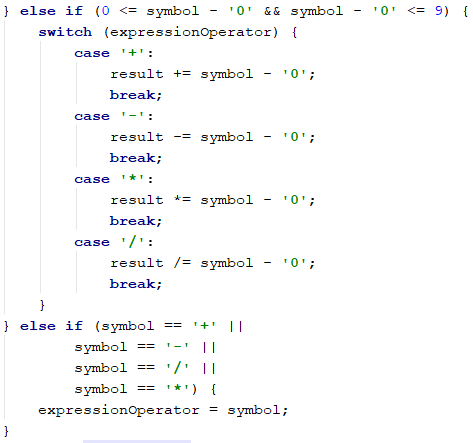 } else if (0 <= symbol - '0' && symbol - '0' <= 9) {
    switch (expressionOperator) {
        case '+':
            result += symbol - '0';
            break;
        case '-':
            result -= symbol - '0';
            break;
        case '*':
            result *= symbol - '0';
            break;
        case '/':
            result /= symbol - '0';
            break;
    }
} else if (symbol == '+' ||
        symbol == '-' ||
        symbol == '/' ||
        symbol == '*') {
    expressionOperator = symbol;
}